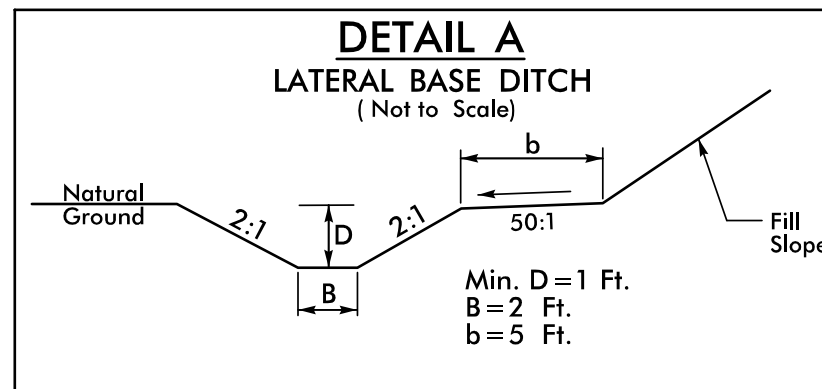 DETAIL A
LATERAL BASE DITCH
( Not to Scale)
b
Natural
Ground
2:1
D
2:1
50:1
Fill
Slope
B
Min. D=1 Ft.
B=2 Ft.
b=5 Ft.